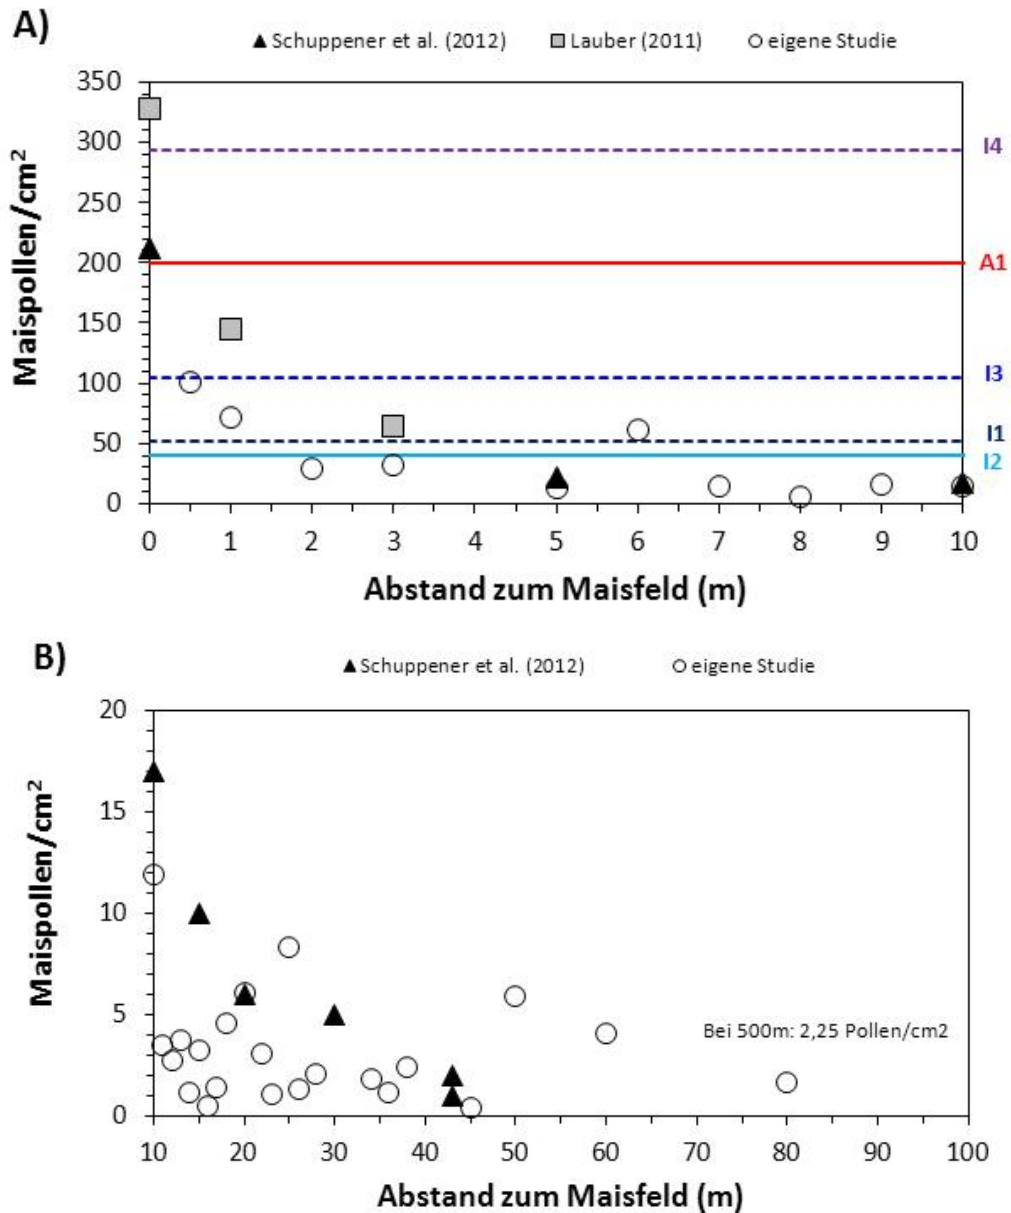 A)
Schuppener et al. (2012) Lauber (2011) eigene Studie
Maispollen/cm²
350
300
250
200
150
100
50
0
I4
A1
I3
I1
I2
0 1 2 3 4 5 6 7 8 9 10
Abstand zum Maisfeld (m)
B)
Schuppener et al. (2012) eigene Studie
Maispollen/cm²
20
15
10
5
0
Bei 500m: 2,25 Pollen/cm2
10 20 30 40 50 60 70 80 90 100
Abstand zum Maisfeld (m)